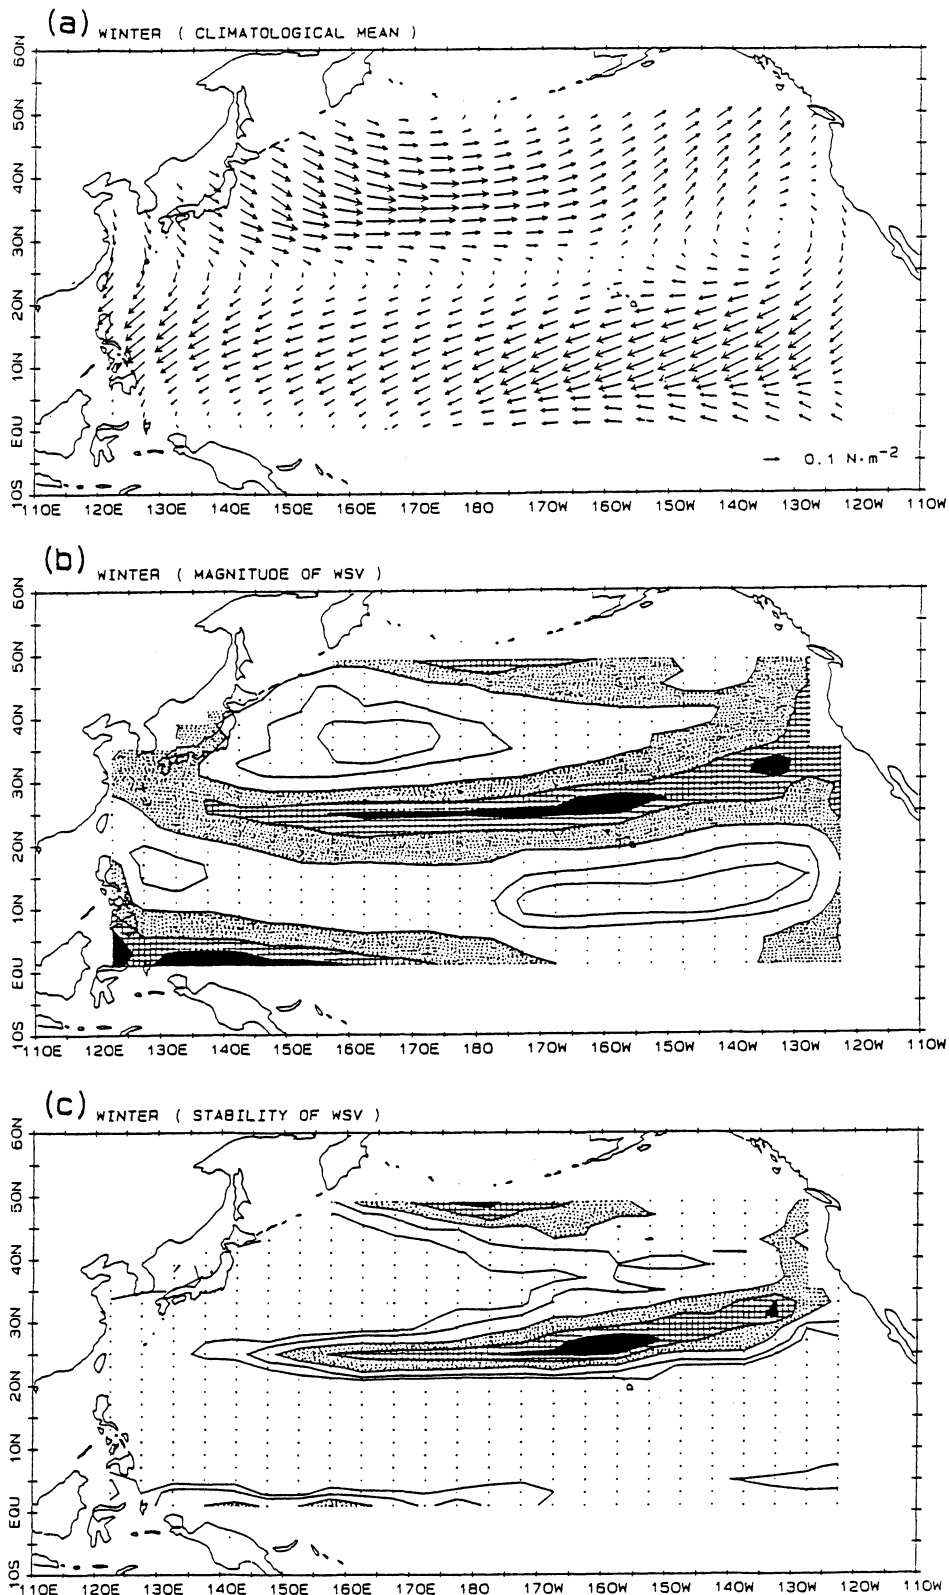 (a) WINTER ( CLIMATOLOGICAL MEAN )
60N
50N
40N
30N
20N
10N
EQU
10S
0.1 N·m⁻²
110E 120E 130E 140E 150E 160E 170E 180 170W 160W 150W 140W 130W 120W 110W
(b) WINTER ( MAGNITUDE OF WSV )
60N
50N
40N
30N
20N
10N
EQU
10S
110E 120E 130E 140E 150E 160E 170E 180 170W 160W 150W 140W 130W 120W 110W
(c) WINTER ( STABILITY OF WSV )
60N
50N
40N
30N
20N
10N
EQU
10S
110E 120E 130E 140E 150E 160E 170E 180 170W 160W 150W 140W 130W 120W 110W